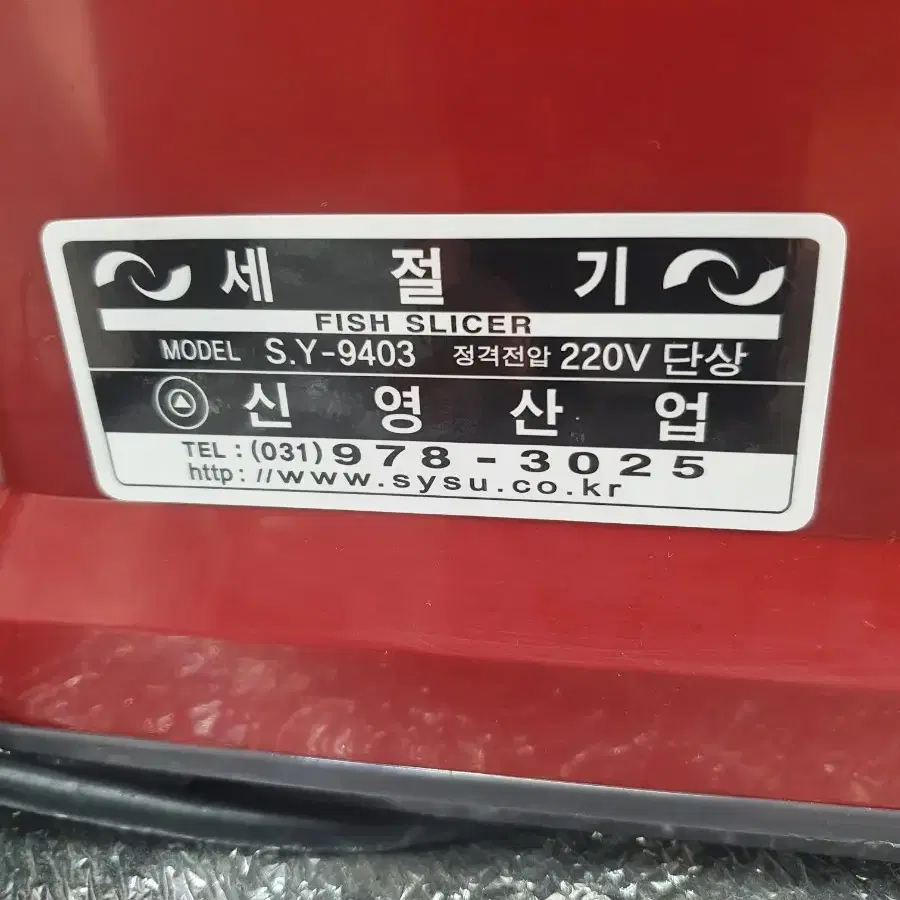 세 절 기
FISH SLICER
MODEL S.Y-9403 정격전압 220V 단상
신 영 산 업
TEL : (031) 978-3025
http : //www.sysu.co.kr